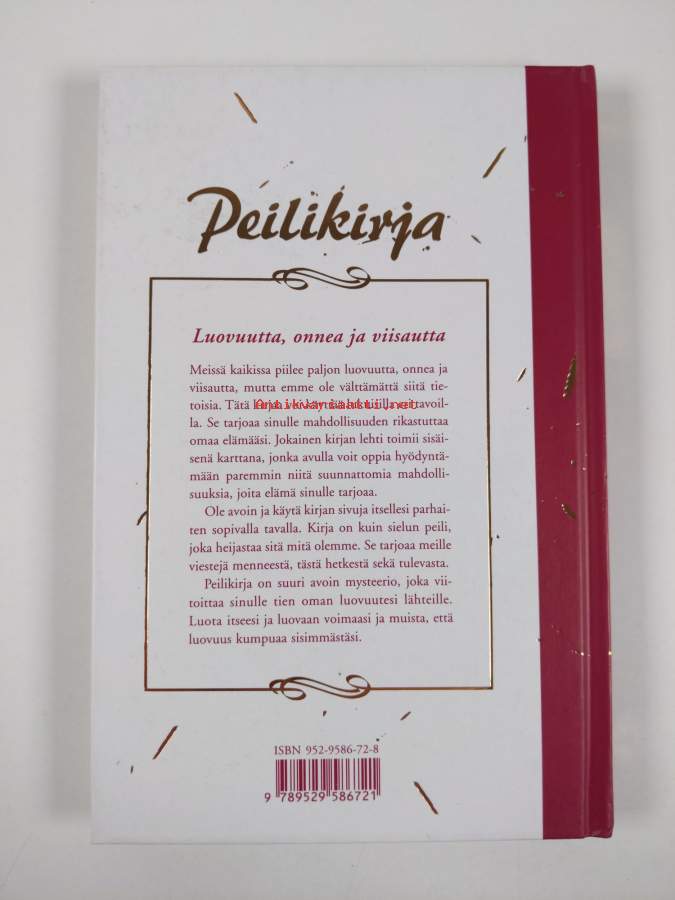 Peilikirja
Luovuutta, onnea ja viisautta
Meissä kaikissa piilee paljon luovuutta, onnea ja
viisautta, mutta emme ole välttämättä siitä tie-
toisia. Tätä kirjaa voi käyttää monilla eri tavoil-
la. Se tarjoaa sinulle mahdollisuuden rikastuttaa
omaa elämääsi. Jokainen kirjan lehti toimii sisäi-
senä karttana, jonka avulla voit oppia hyödyntä-
mään paremmin niitä suunnattomia mahdolli-
suuksia, joita elämä sinulle tarjoaa.
Ole avoin ja käytä kirjan sivuja itsellesi parhai-
ten sopivalla tavalla. Kirja on kuin sielun peili,
joka heijastaa sitä mitä olemme. Se tarjoaa meille
viestejä menneestä, tästä hetkestä sekä tulevasta.
Peilikirja on suuri avoin mysteerio, joka vii-
toittaa sinulle tien oman luovuutesi lähteille.
Luota itseesi ja luovaan voimaasi ja muista, että
luovuus kumpuaa sisimmästäsi.
ISBN 952-9586-72-8
9 789529 586721